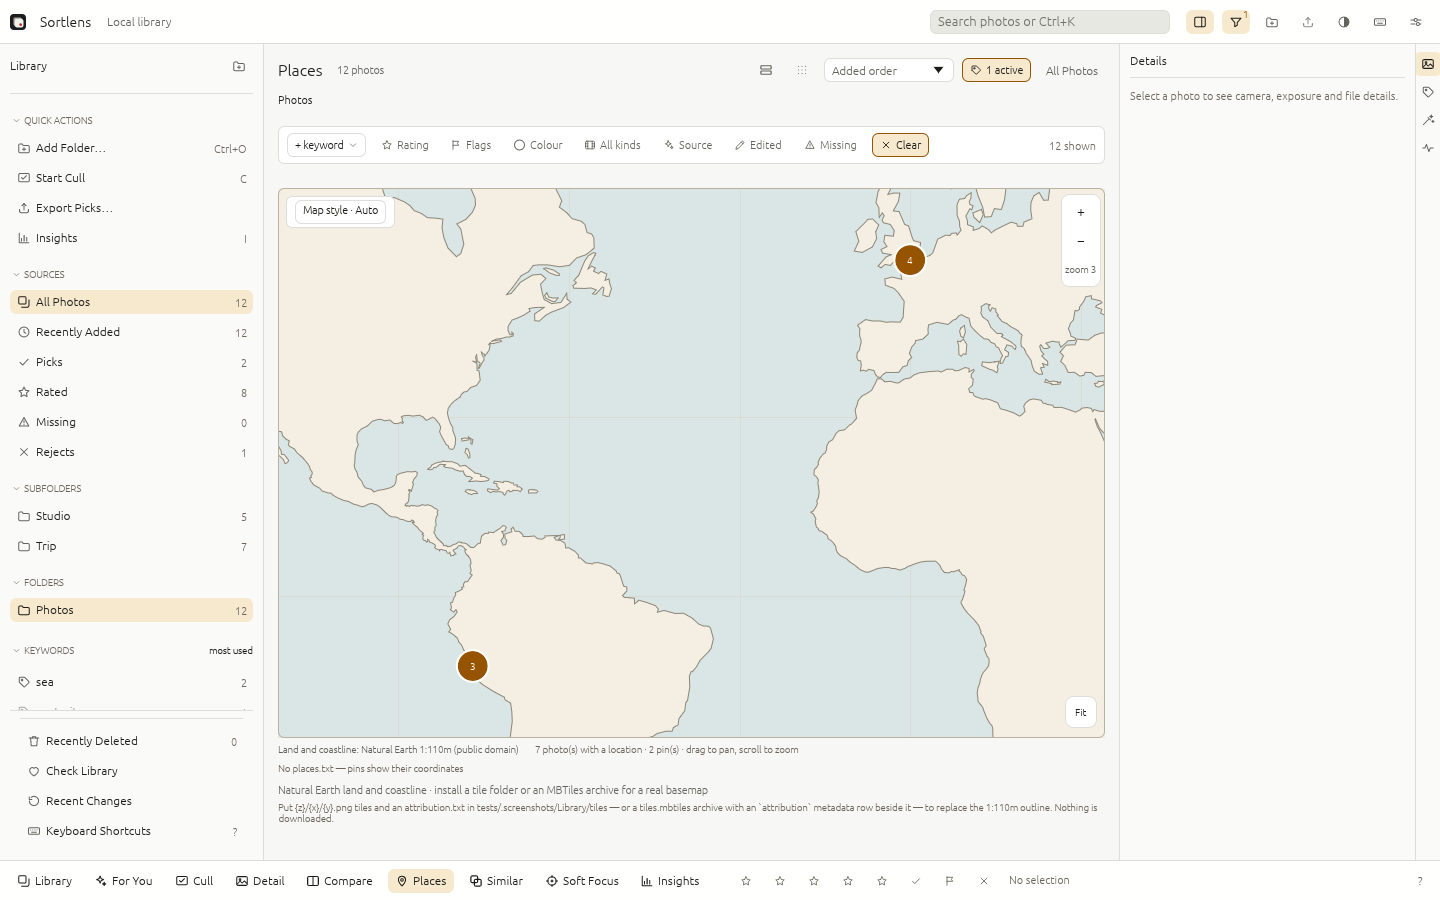 Sortlens
Local library
Search photos or Ctrl+K
1
Library
QUICK ACTIONS
Add Folder… Ctrl+O
Start Cull C
Export Picks…
Insights I
SOURCES
All Photos 12
Recently Added 12
Picks 2
Rated 8
Missing 0
Rejects 1
SUBFOLDERS
Studio 5
Trip 7
FOLDERS
Photos 12
KEYWORDS most used
sea 2
Recently Deleted 0
Check Library
Recent Changes
Keyboard Shortcuts ?
Places 12 photos
Added order
1 active
All Photos
Photos
+ keyword
Rating
Flags
Colour
All kinds
Source
Edited
Missing
Clear
12 shown
Map style · Auto
+
−
zoom 3
4
3
Fit
Land and coastline: Natural Earth 1:110m (public domain) 7 photo(s) with a location · 2 pin(s) · drag to pan, scroll to zoom
No places.txt — pins show their coordinates
Natural Earth land and coastline · install a tile folder or an MBTiles archive for a real basemap
Put {z}/{x}/{y}.png tiles and an attribution.txt in tests/.screenshots/Library/tiles — or a tiles.mbtiles archive with an `attribution` metadata row beside it — to replace the 1:110m outline. Nothing is
downloaded.
Details
Select a photo to see camera, exposure and file details.
Library
For You
Cull
Detail
Compare
Places
Similar
Soft Focus
Insights
No selection
?